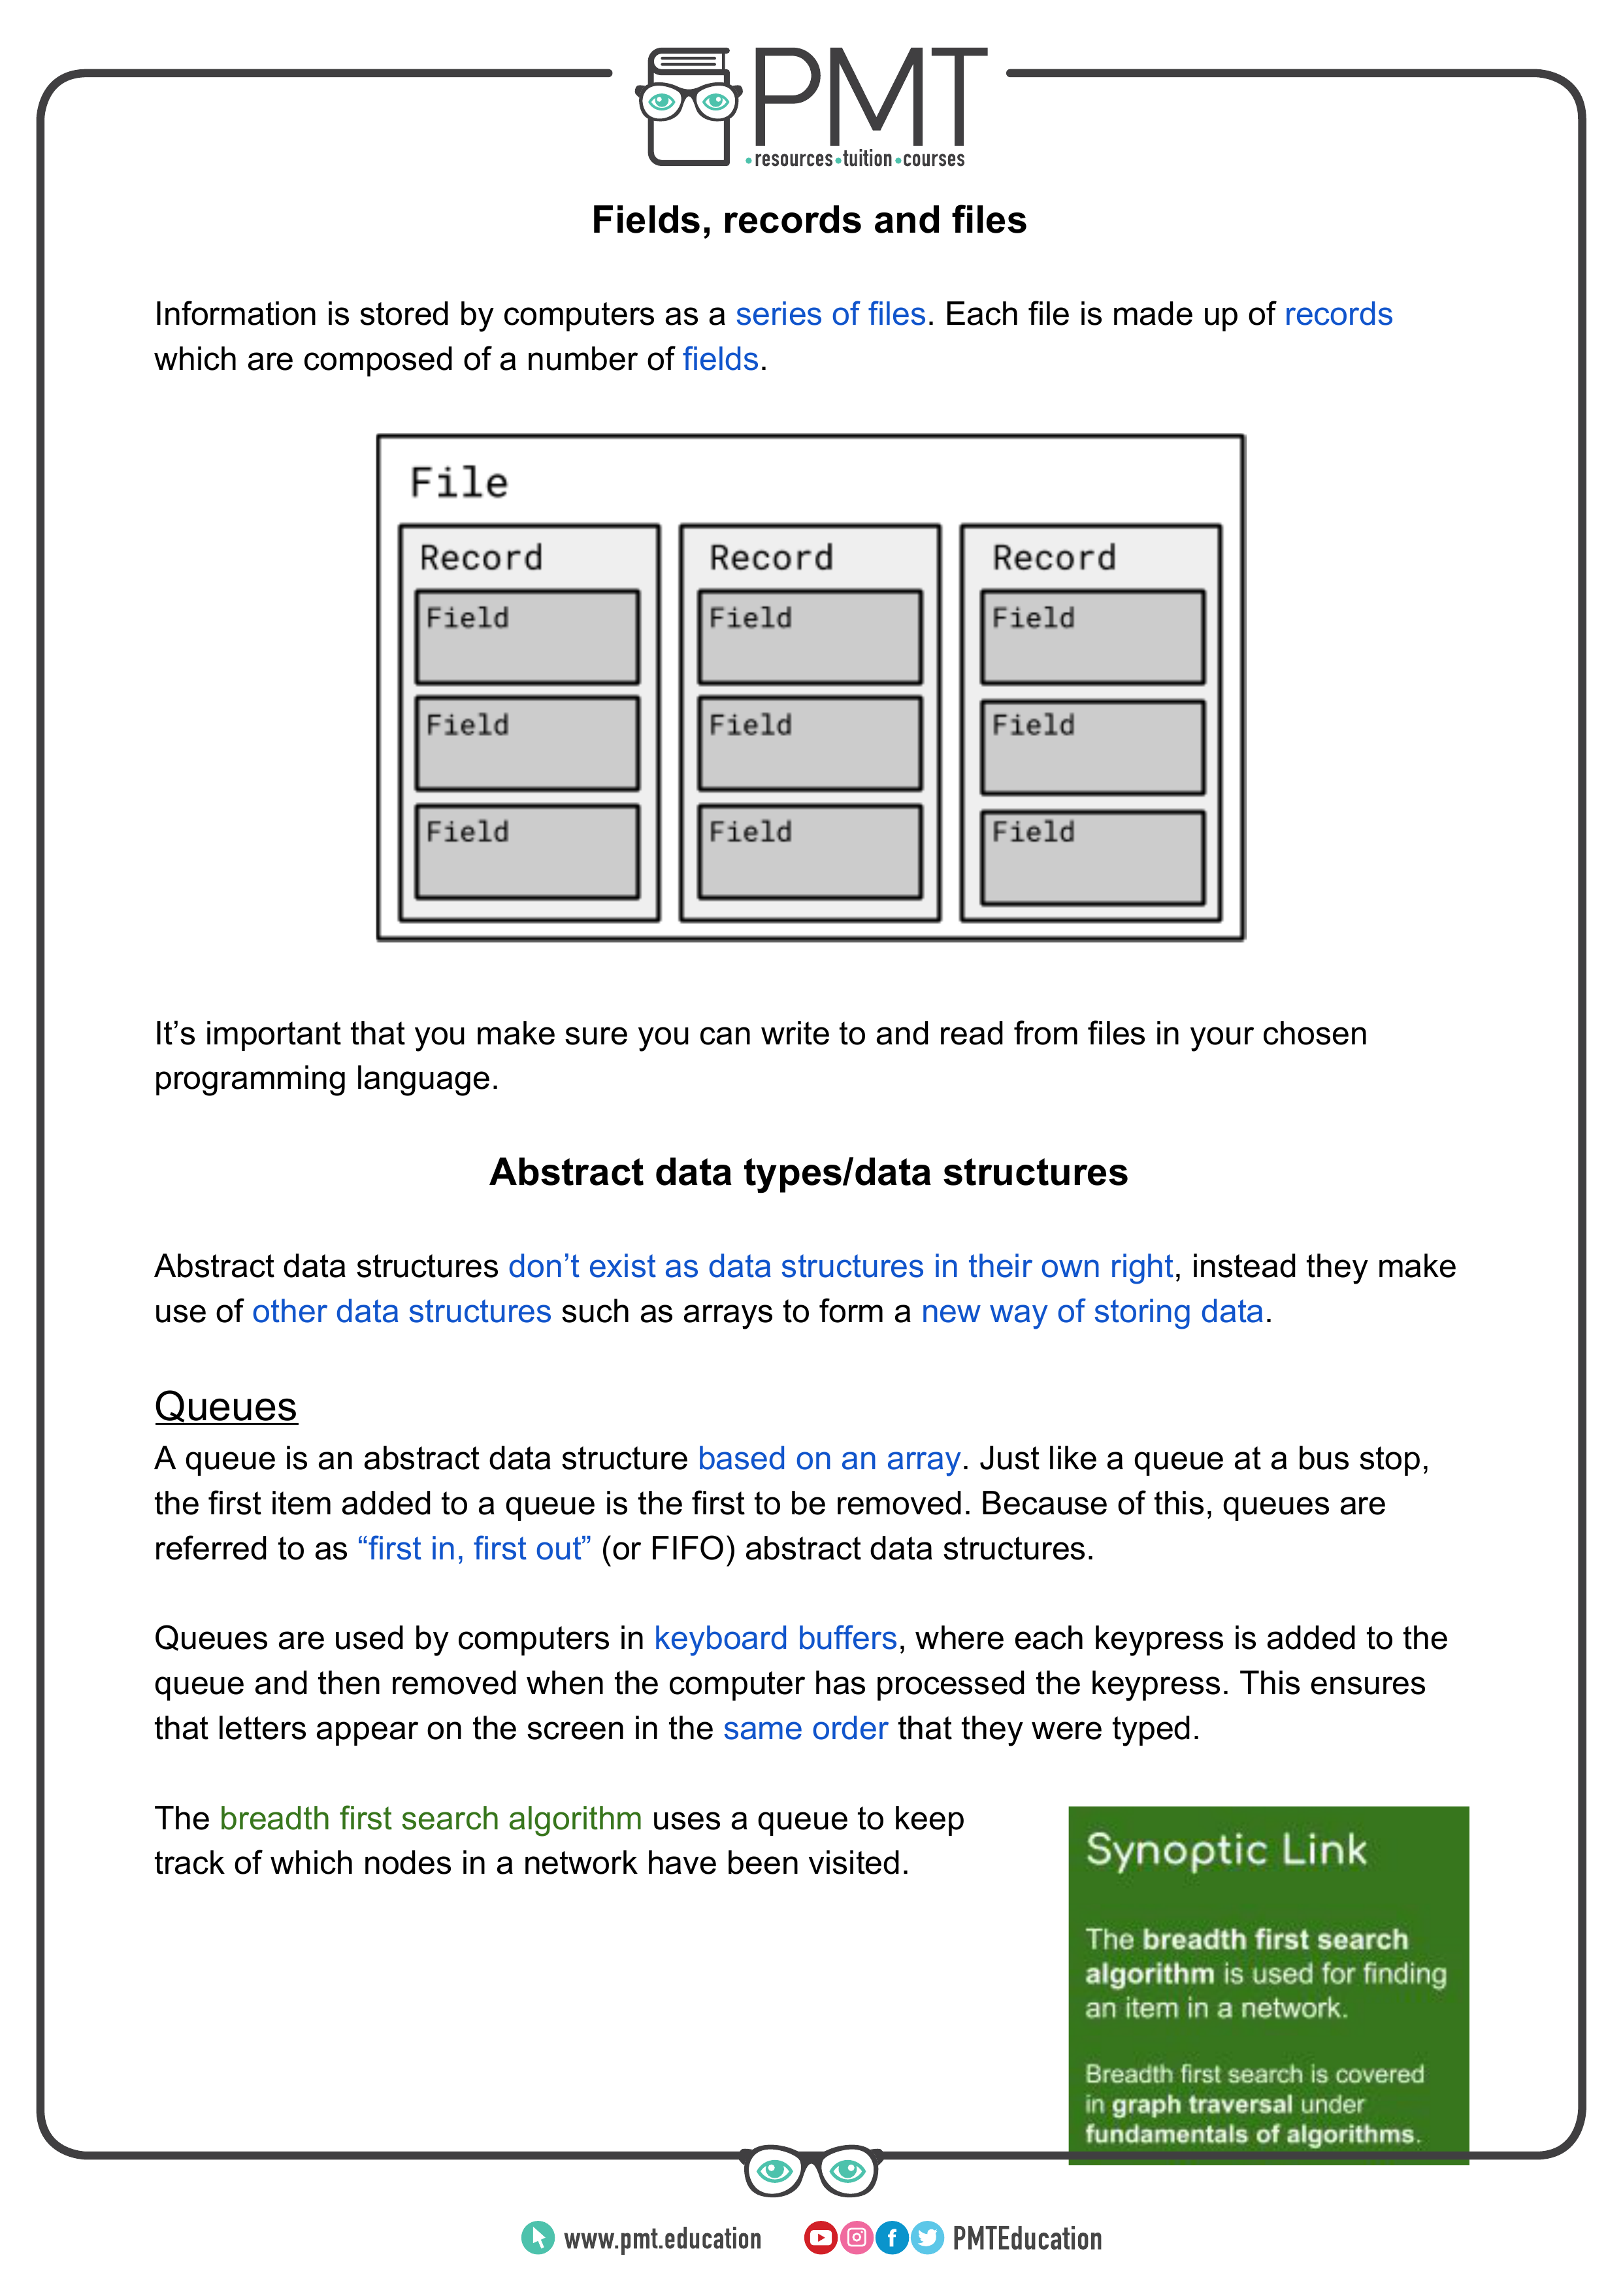 PMT
•resources•tuition•courses
Fields, records and files
Information is stored by computers as a series of files. Each file is made up of records
which are composed of a number of fields.
File
Record
Field
Field
Field
Record
Field
Field
Field
Record
Field
Field
Field
It’s important that you make sure you can write to and read from files in your chosen
programming language.
Abstract data types/data structures
Abstract data structures don’t exist as data structures in their own right, instead they make
use of other data structures such as arrays to form a new way of storing data.
Queues
A queue is an abstract data structure based on an array. Just like a queue at a bus stop,
the first item added to a queue is the first to be removed. Because of this, queues are
referred to as “first in, first out” (or FIFO) abstract data structures.
Queues are used by computers in keyboard buffers, where each keypress is added to the
queue and then removed when the computer has processed the keypress. This ensures
that letters appear on the screen in the same order that they were typed.
The breadth first search algorithm uses a queue to keep
track of which nodes in a network have been visited.
Synoptic Link
The breadth first search
algorithm is used for finding
an item in a network.
Breadth first search is covered
in graph traversal under
fundamentals of algorithms.
www.pmt.education
PMTEducation